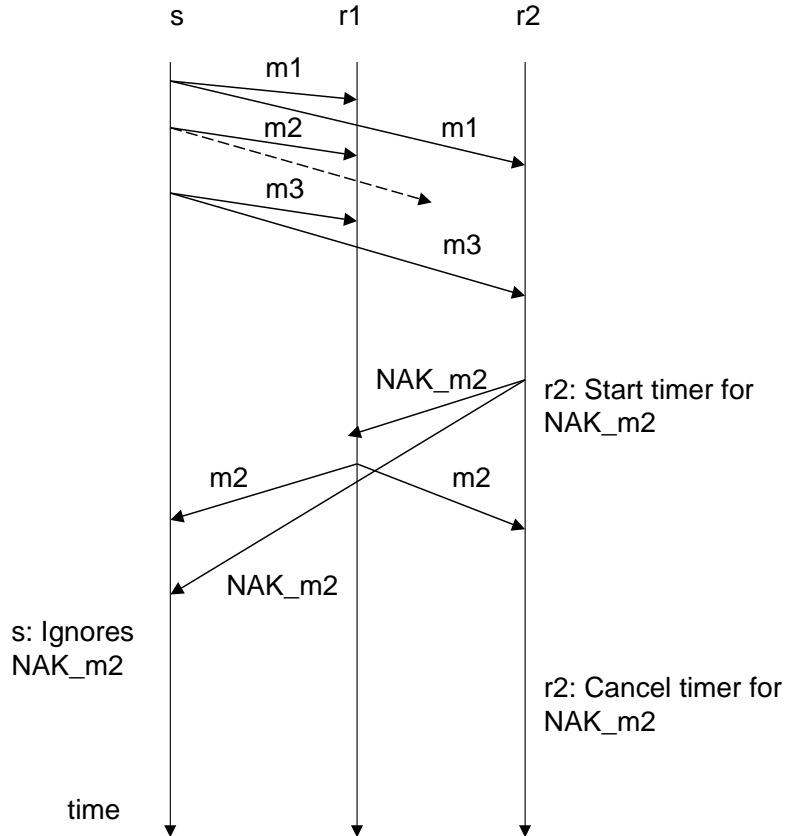 s
r1
r2
m1
m1
m2
m3
m3
NAK_m2
r2: Start timer for
NAK_m2
m2
m2
NAK_m2
s: Ignores
NAK_m2
r2: Cancel timer for
NAK_m2
time